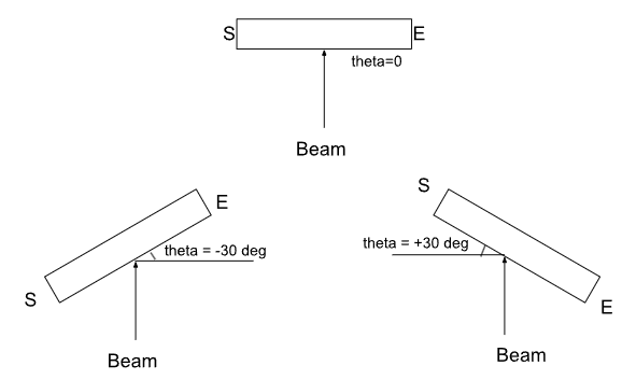 S E
theta=0
Beam
S
E
theta = -30 deg
theta = +30 deg
S
E
Beam
Beam